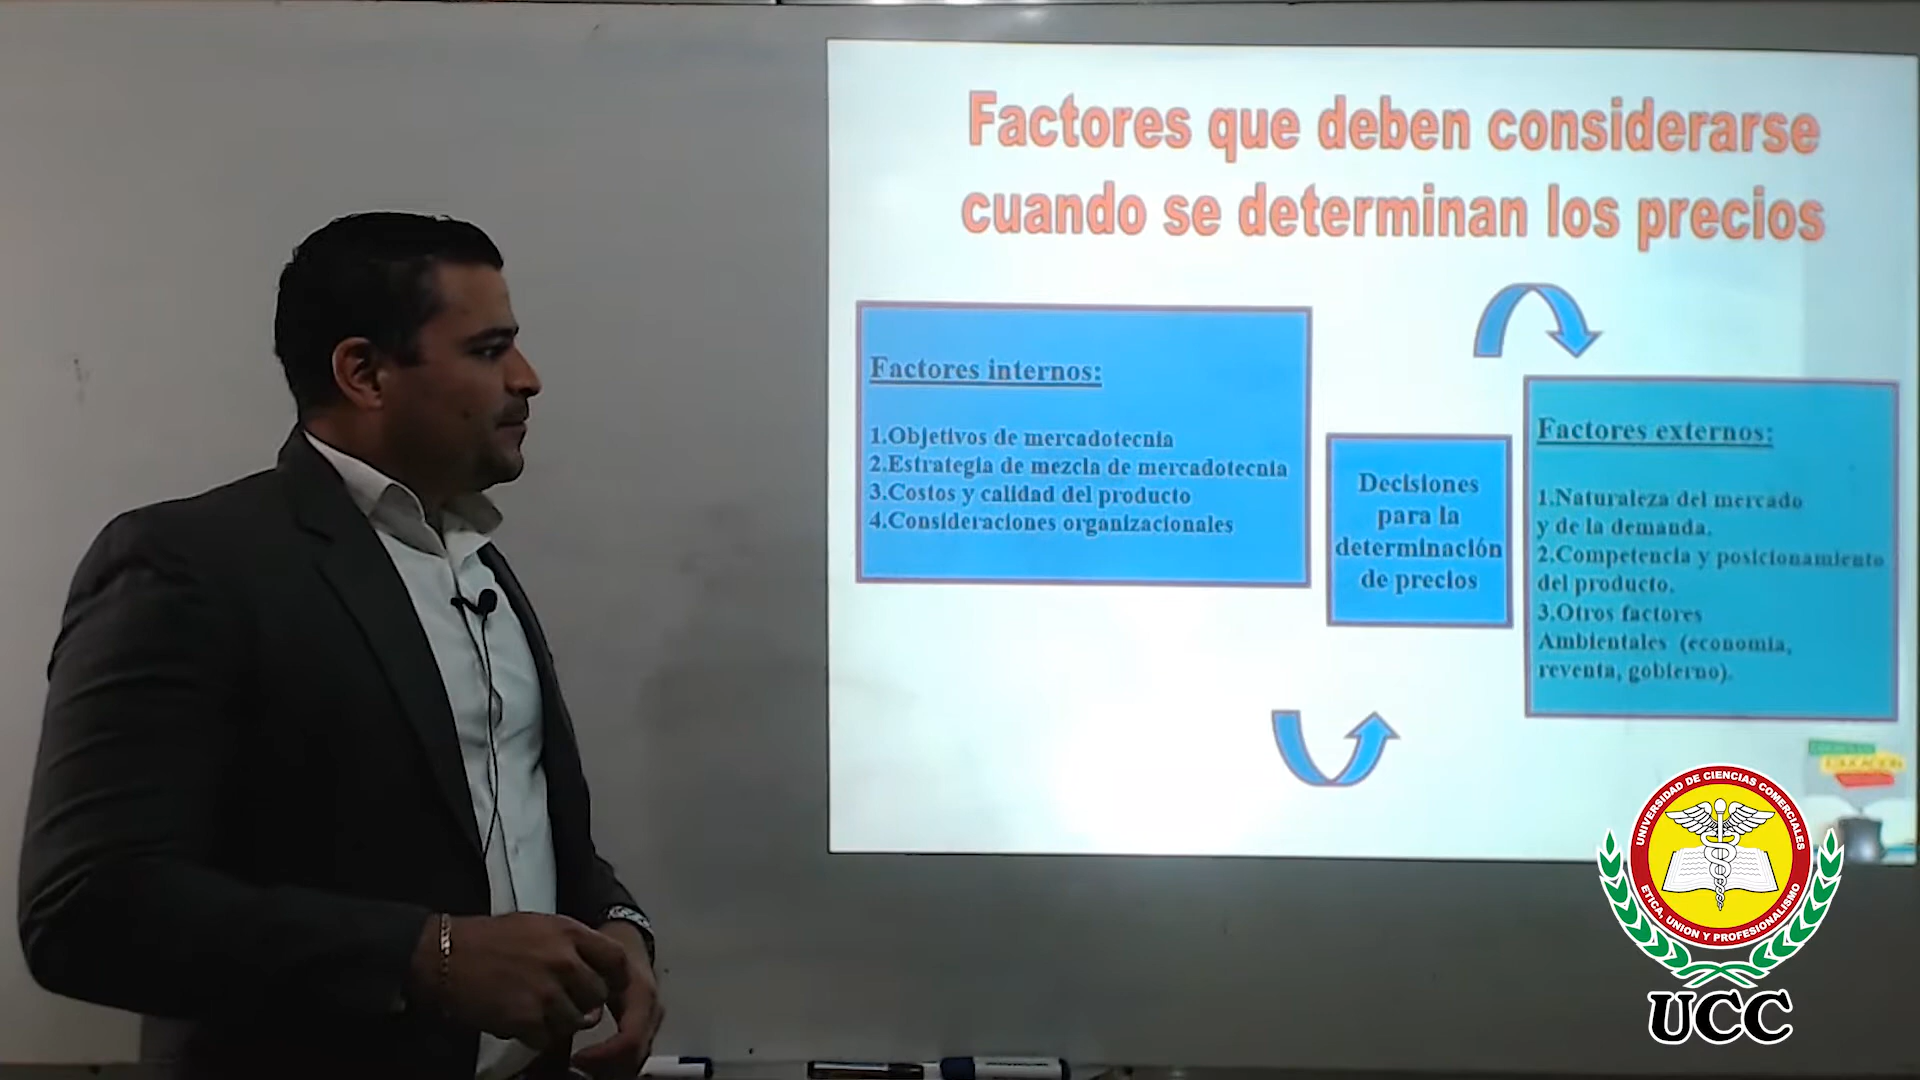 Factores que deben considerarse
cuando se determinan los precios
Factores internos:
1.Objetivos de mercadotecnia
2.Estrategia de mezcla de mercadotecnia
3.Costos y calidad del producto
4.Consideraciones organizacionales
Decisiones
para la
determinación
de precios
Factores externos:
1.Naturaleza del mercado
y de la demanda.
2.Competencia y posicionamiento
del producto.
3.Otros factores
Ambientales (economia,
reventa, gobierno).
UNIVERSIDAD DE CIENCIAS COMERCIALES
ETICA, UNION Y PROFESIONALISMO
UCC